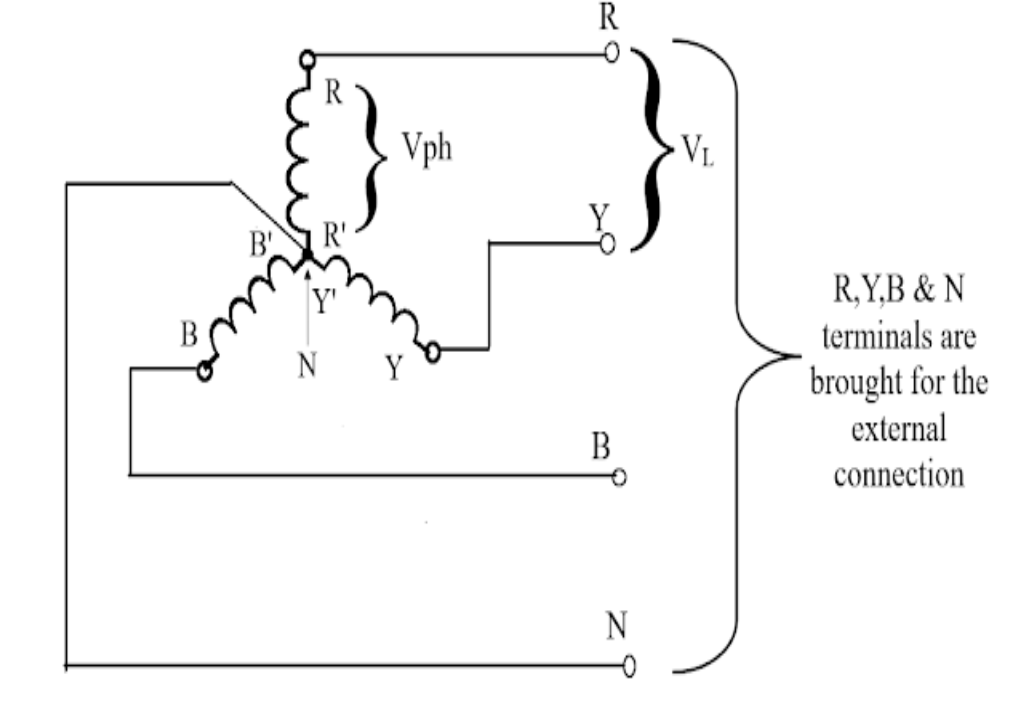 R
R
Vph
VL
R'
B'
Y
Y'
B
N
Y
R,Y,B & N
terminals are
brought for the
external
connection
B
N